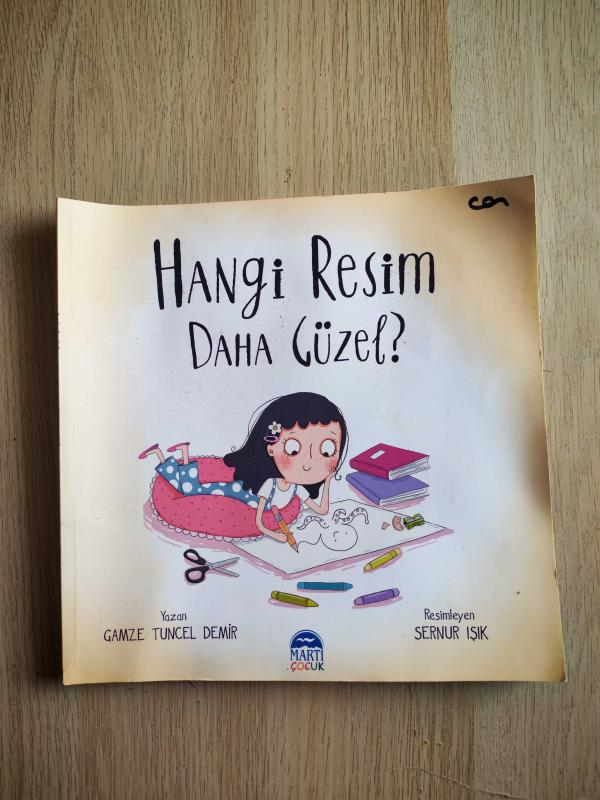 HANgi Resim
DAHA Güzel?
Yazan
GAMZE TUNCEL DEMİR
Resimleyen
SERNUR IŞIK
MARTI
ÇOCUK